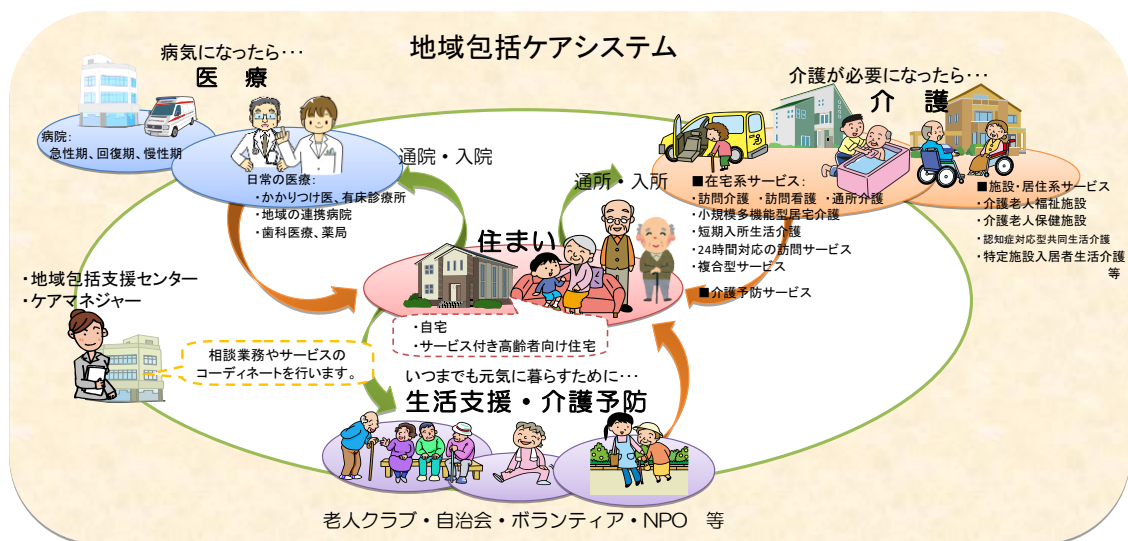 地域包括ケアシステム
病気になったら･･･
医　療
病院：
急性期、回復期、慢性期
日常の医療：
・かかりつけ医、有床診療所
・地域の連携病院
・歯科医療、薬局
通院・入院
介護が必要になったら･･･
介　護
通所・入所
■在宅系サービス：
・訪問介護　・訪問看護　・通所介護
・小規模多機能型居宅介護
・短期入所生活介護
・24時間対応の訪問サービス
・複合型サービス
■介護予防サービス
■施設・居住系サービス
・介護老人福祉施設
・介護老人保健施設
・認知症対応型共同生活介護
・特定施設入居者生活介護
等
住まい
・自宅
・サービス付き高齢者向け住宅
・地域包括支援センター
・ケアマネジャー
相談業務やサービスの
コーディネートを行います。
いつまでも元気に暮らすために･･･
生活支援・介護予防
老人クラブ・自治会・ボランティア・NPO　等